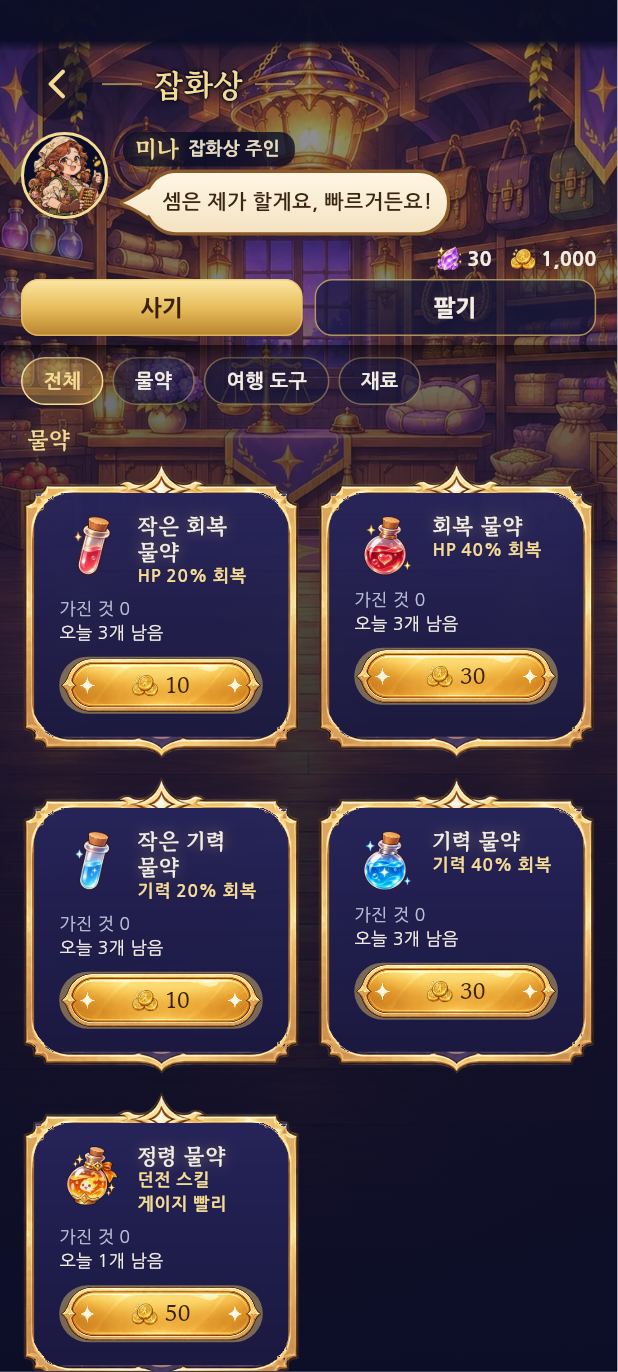 잡화상
미나 잡화상 주인
셈은 제가 할게요, 빠르거든요!
30 1,000
사기 팔기
전체 물약 여행 도구 재료
물약
작은 회복
물약
HP 20% 회복
가진 것 0
오늘 3개 남음
10
회복 물약
HP 40% 회복
가진 것 0
오늘 3개 남음
30
작은 기력
물약
기력 20% 회복
가진 것 0
오늘 3개 남음
10
기력 물약
기력 40% 회복
가진 것 0
오늘 3개 남음
30
정령 물약
던전 스킬
게이지 빨리
가진 것 0
오늘 1개 남음
50